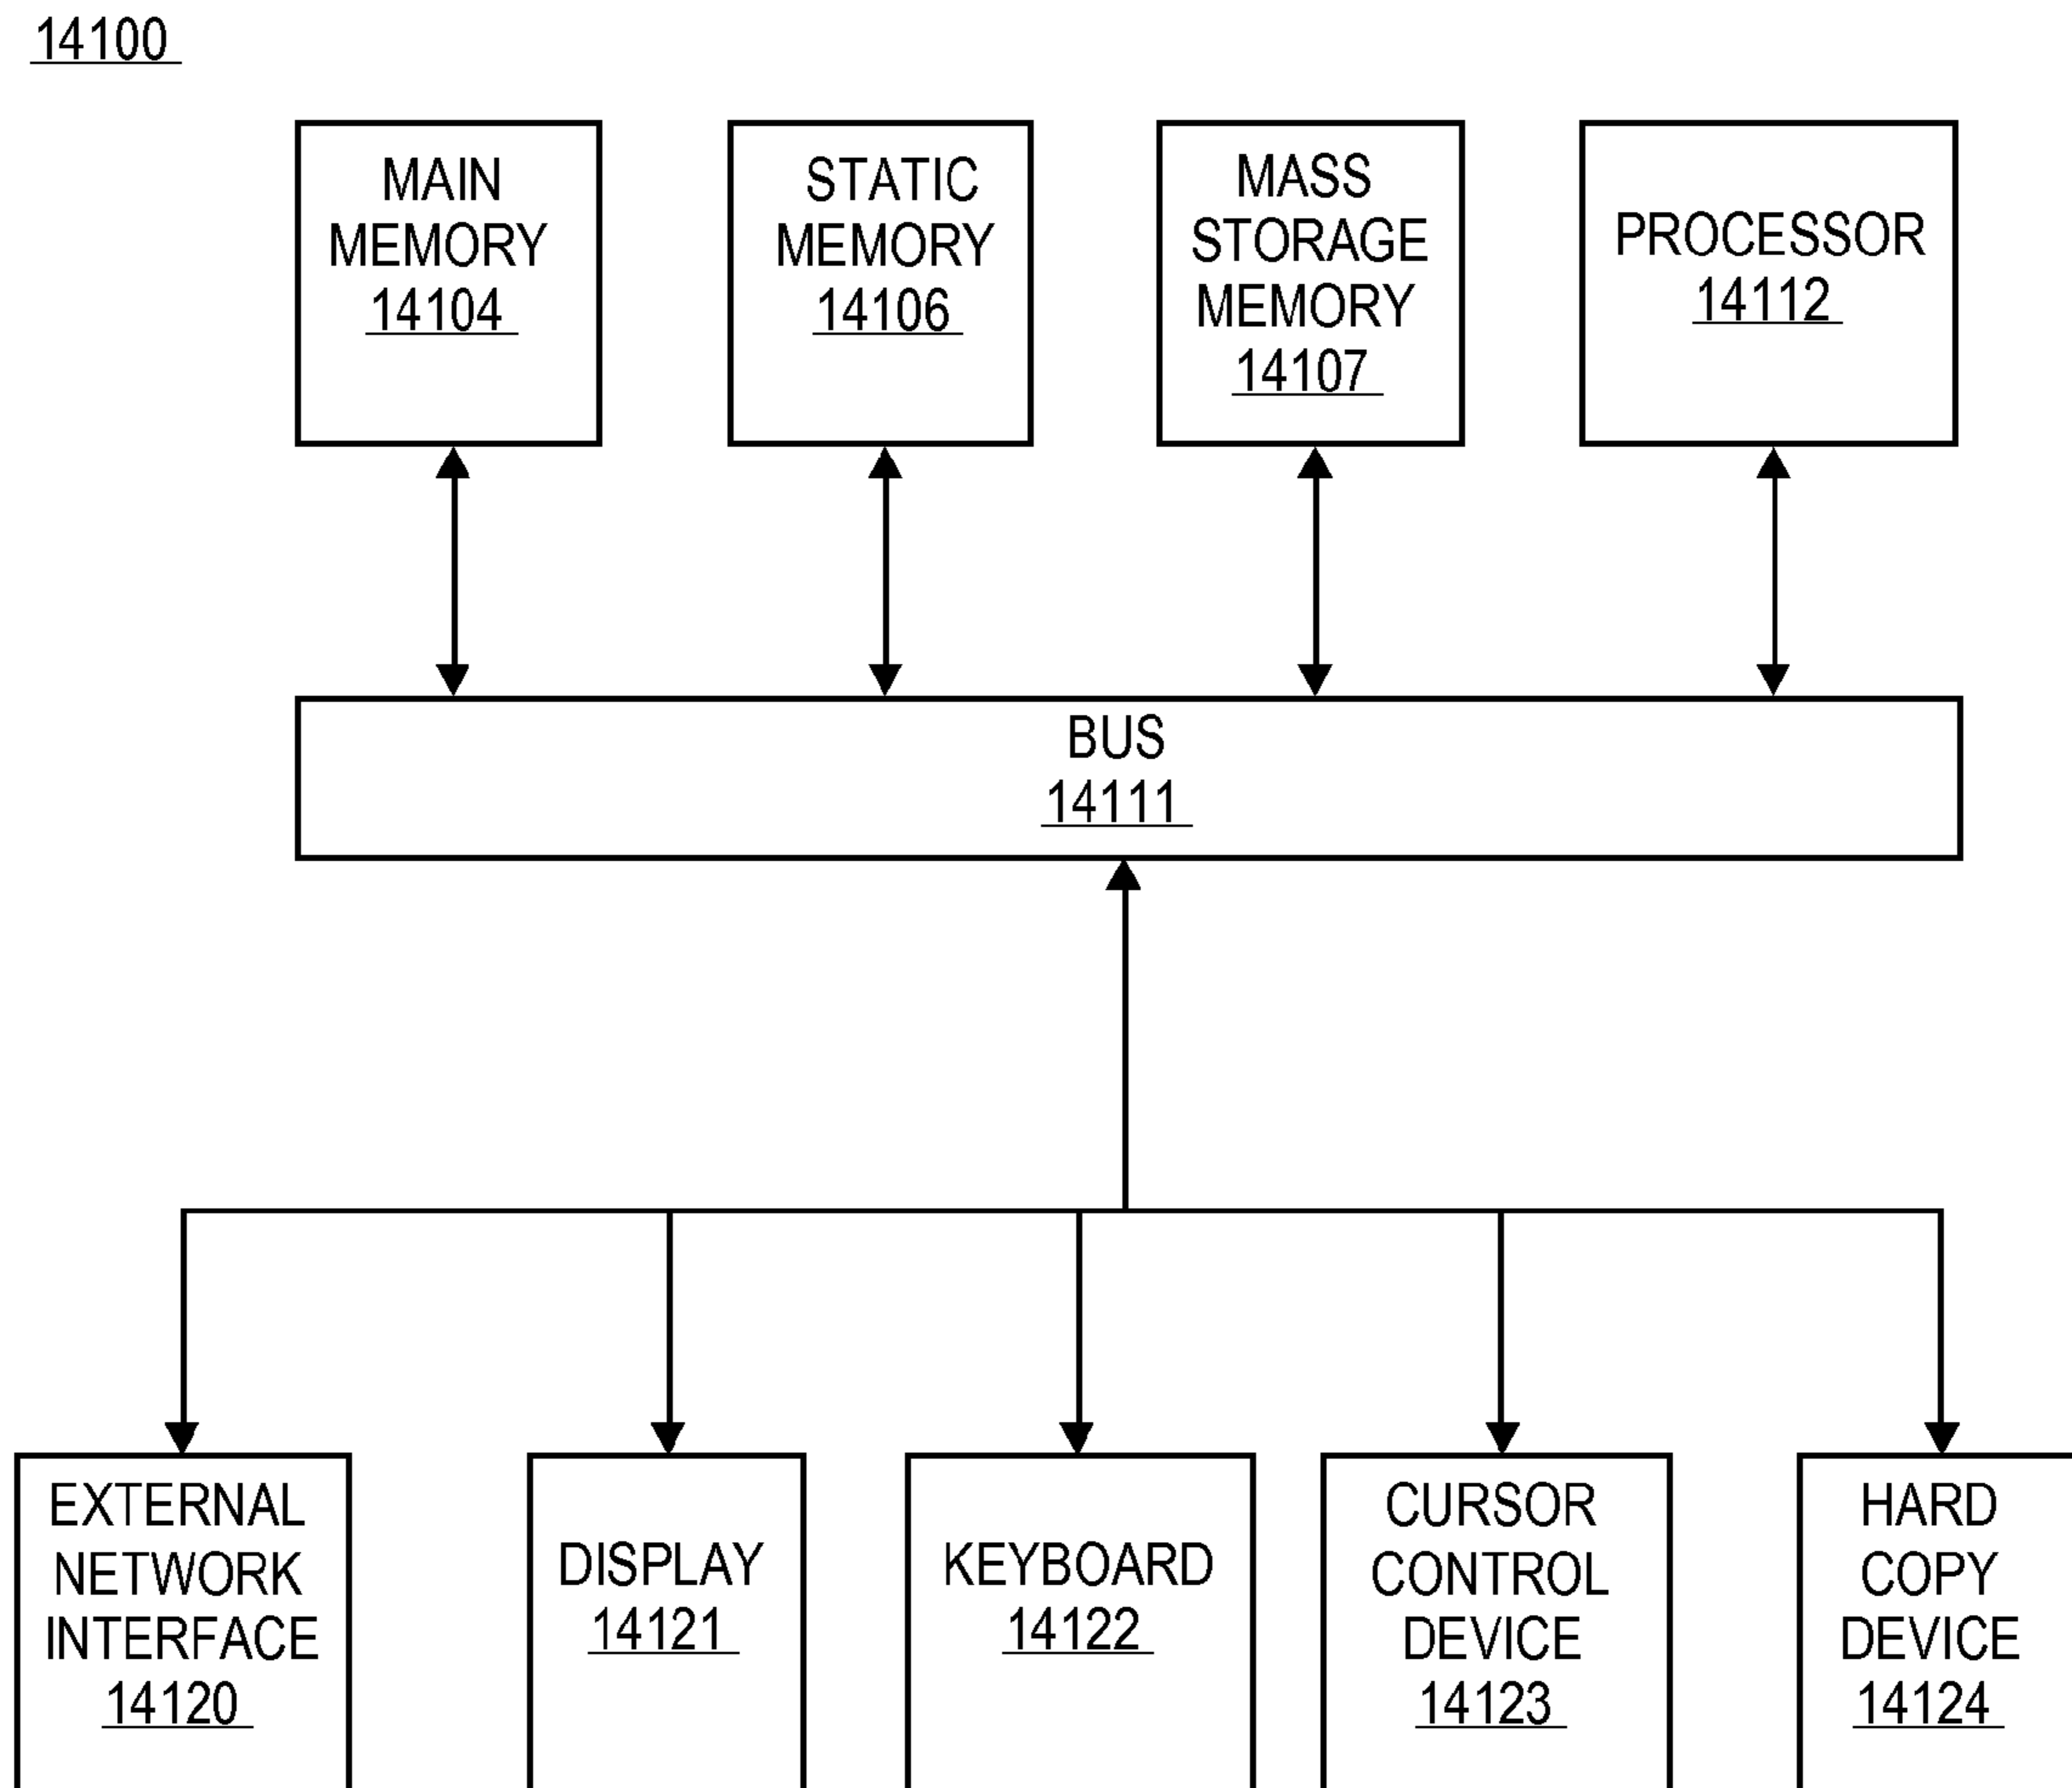 14100
MAIN
MEMORY
14104
STATIC
MEMORY
14106
MASS
STORAGE
MEMORY
14107
PROCESSOR
14112
BUS
14111
EXTERNAL
NETWORK
INTERFACE
14120
DISPLAY
14121
KEYBOARD
14122
CURSOR
CONTROL
DEVICE
14123
HARD
COPY
DEVICE
14124